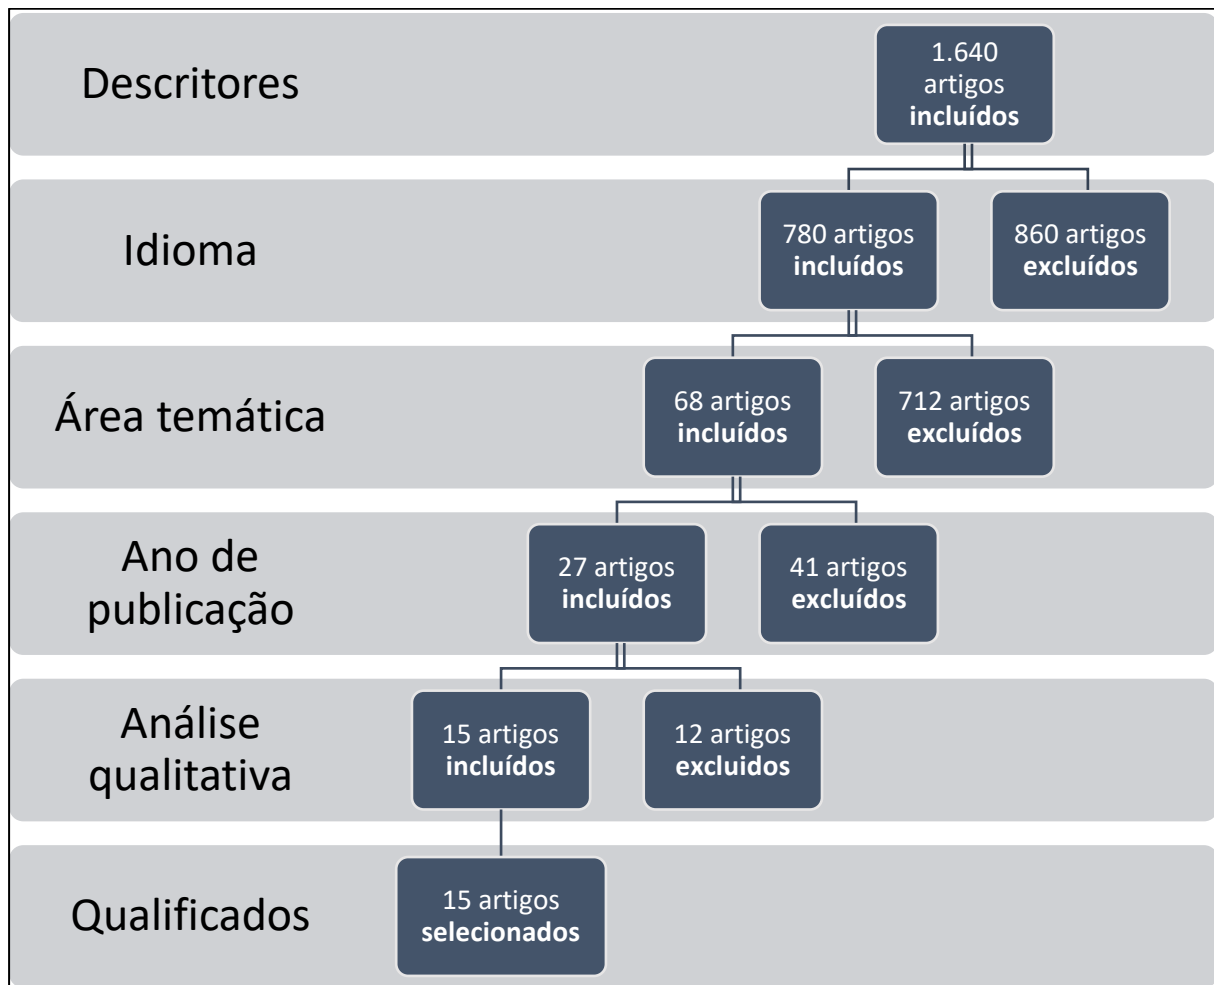 Descritores
1.640
artigos
incluídos
Idioma
780 artigos
incluídos
860 artigos
excluídos
Área temática
68 artigos
incluídos
712 artigos
excluídos
Ano de
publicação
27 artigos
incluídos
41 artigos
excluídos
Análise
qualitativa
15 artigos
incluídos
12 artigos
excluidos
Qualificados
15 artigos
selecionados